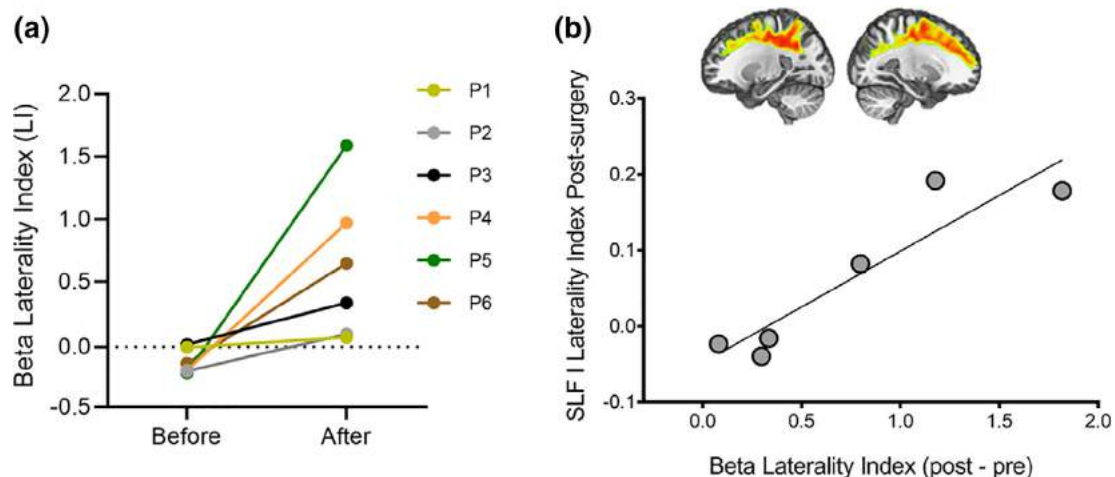 (a)
Beta Laterality Index (LI)
2.0
1.5
1.0
0.5
0.0
-0.5
Before
After
P1
P2
P3
P4
P5
P6
(b)
SLF I Laterality Index Post-surgery
0.3
0.2
0.1
0.0
-0.1
0.0
0.5
1.0
1.5
2.0
Beta Laterality Index (post - pre)